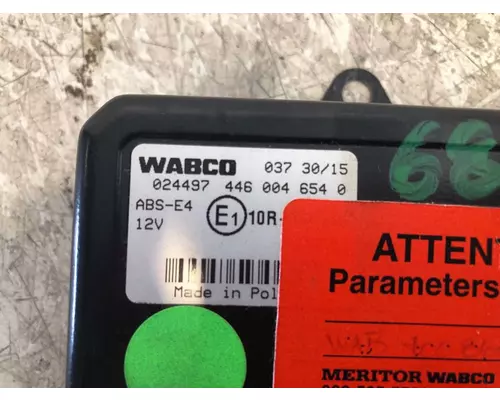 WABCO 037 30/15
024497 446 004 654 0
ABS-E4
12V
E1 10R-
Made in Pol
68
ATTEN
Parameters
MERITOR WABCO